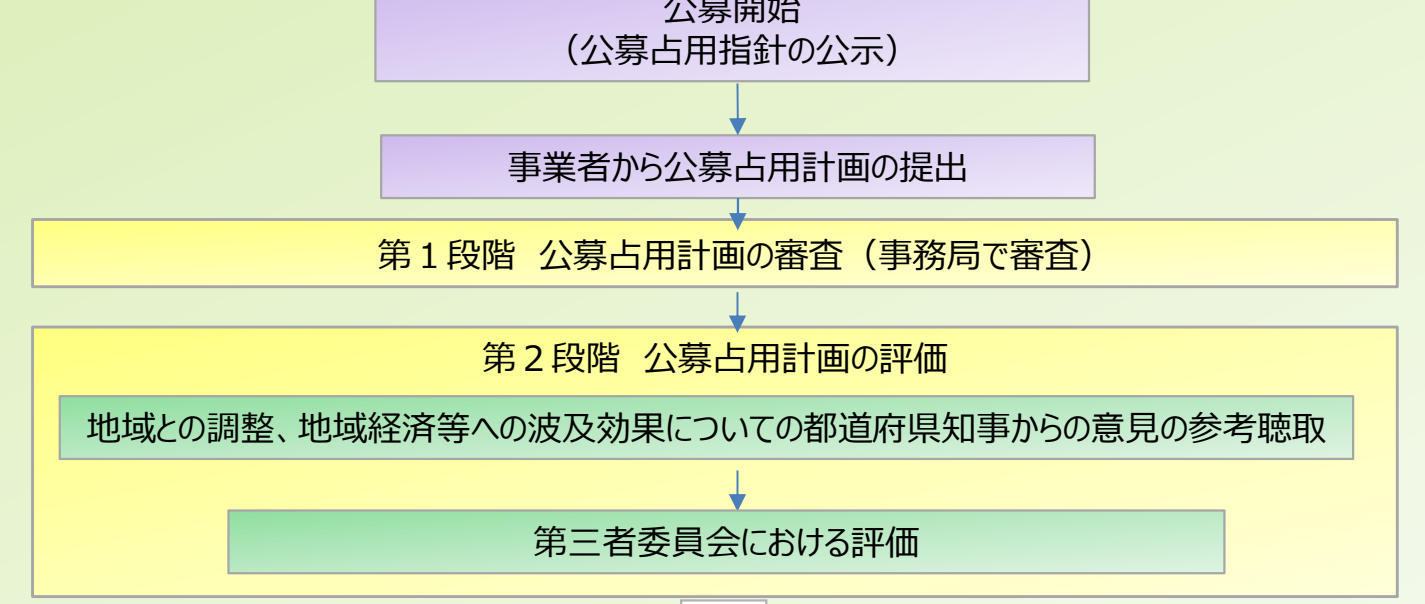 公募開始
（公募占用指針の公示）
事業者から公募占用計画の提出
第１段階 公募占用計画の審査（事務局で審査）
第２段階 公募占用計画の評価
地域との調整、地域経済等への波及効果についての都道府県知事からの意見の参考聴取
第三者委員会における評価